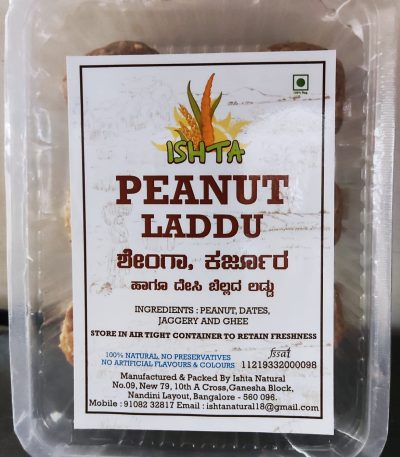 ISHTA
PEANUT
LADDU
ಶೇಂಗಾ, ಕರ್ಜೂರ
ಹಾಗೂ ದೇಸಿ ಬೆಲ್ಲದ ಲಡ್ಡು
INGREDIENTS : PEANUT, DATES,
JAGGERY AND GHEE
STORE IN AIR TIGHT CONTAINER TO RETAIN FRESHNESS
100% NATURAL, NO PRESERVATIVES
NO ARTIFICIAL FLAVOURS & COLOURS
fssai
11219332000098
Manufactured & Packed By Ishta Natural
No.09, New 79, 10th A Cross,Ganesha Block,
Nandini Layout, Bangalore - 560 096.
Mobile : 91082 32817 Email : ishtanatural18@gmail.com